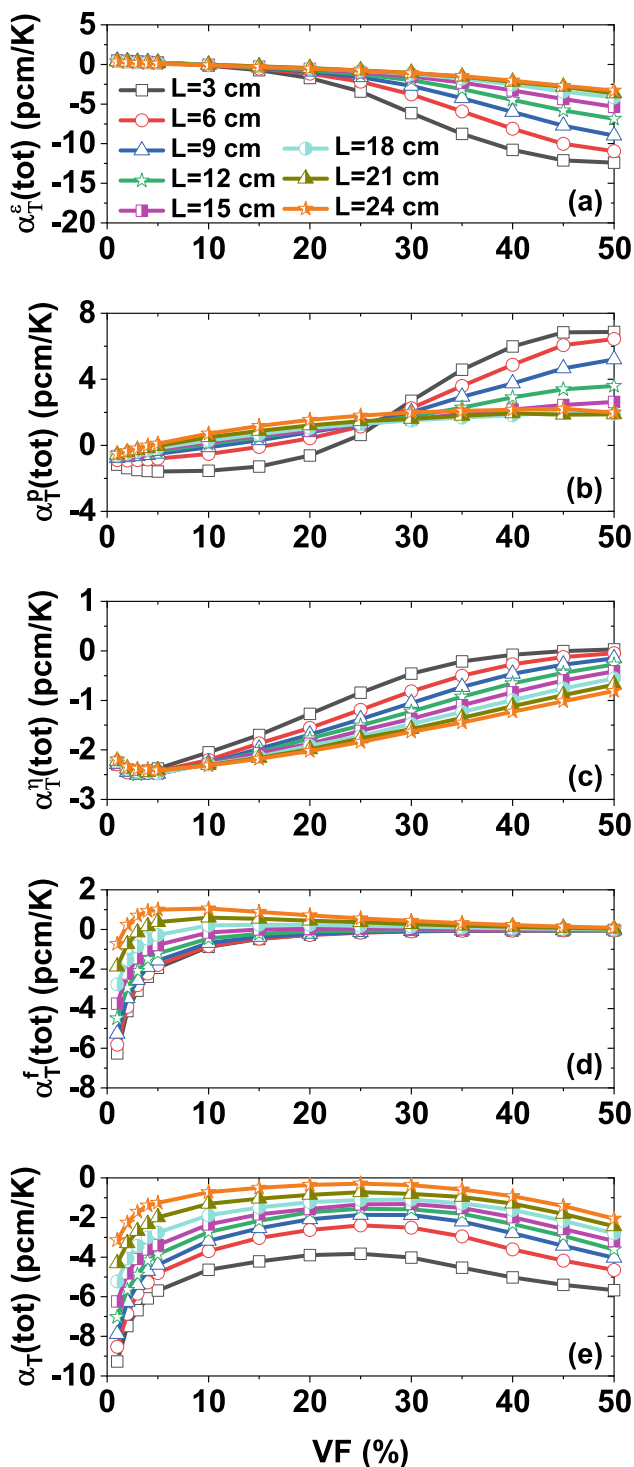 5
0
-5
-10
-15
-20
α_T^ε(tot) (pcm/K)
L=3 cm
L=6 cm
L=9 cm
L=12 cm
L=15 cm
L=18 cm
L=21 cm
L=24 cm
(a)
0 10 20 30 40 50
8
4
0
-4
α_T^p(tot) (pcm/K)
(b)
0 10 20 30 40 50
1
0
-1
-2
-3
α_T^η(tot) (pcm/K)
(c)
0 10 20 30 40 50
2
0
-2
-4
-6
-8
α_T^f(tot) (pcm/K)
(d)
0 10 20 30 40 50
0
-2
-4
-6
-8
-10
α_T(tot) (pcm/K)
(e)
0 10 20 30 40 50
VF (%)